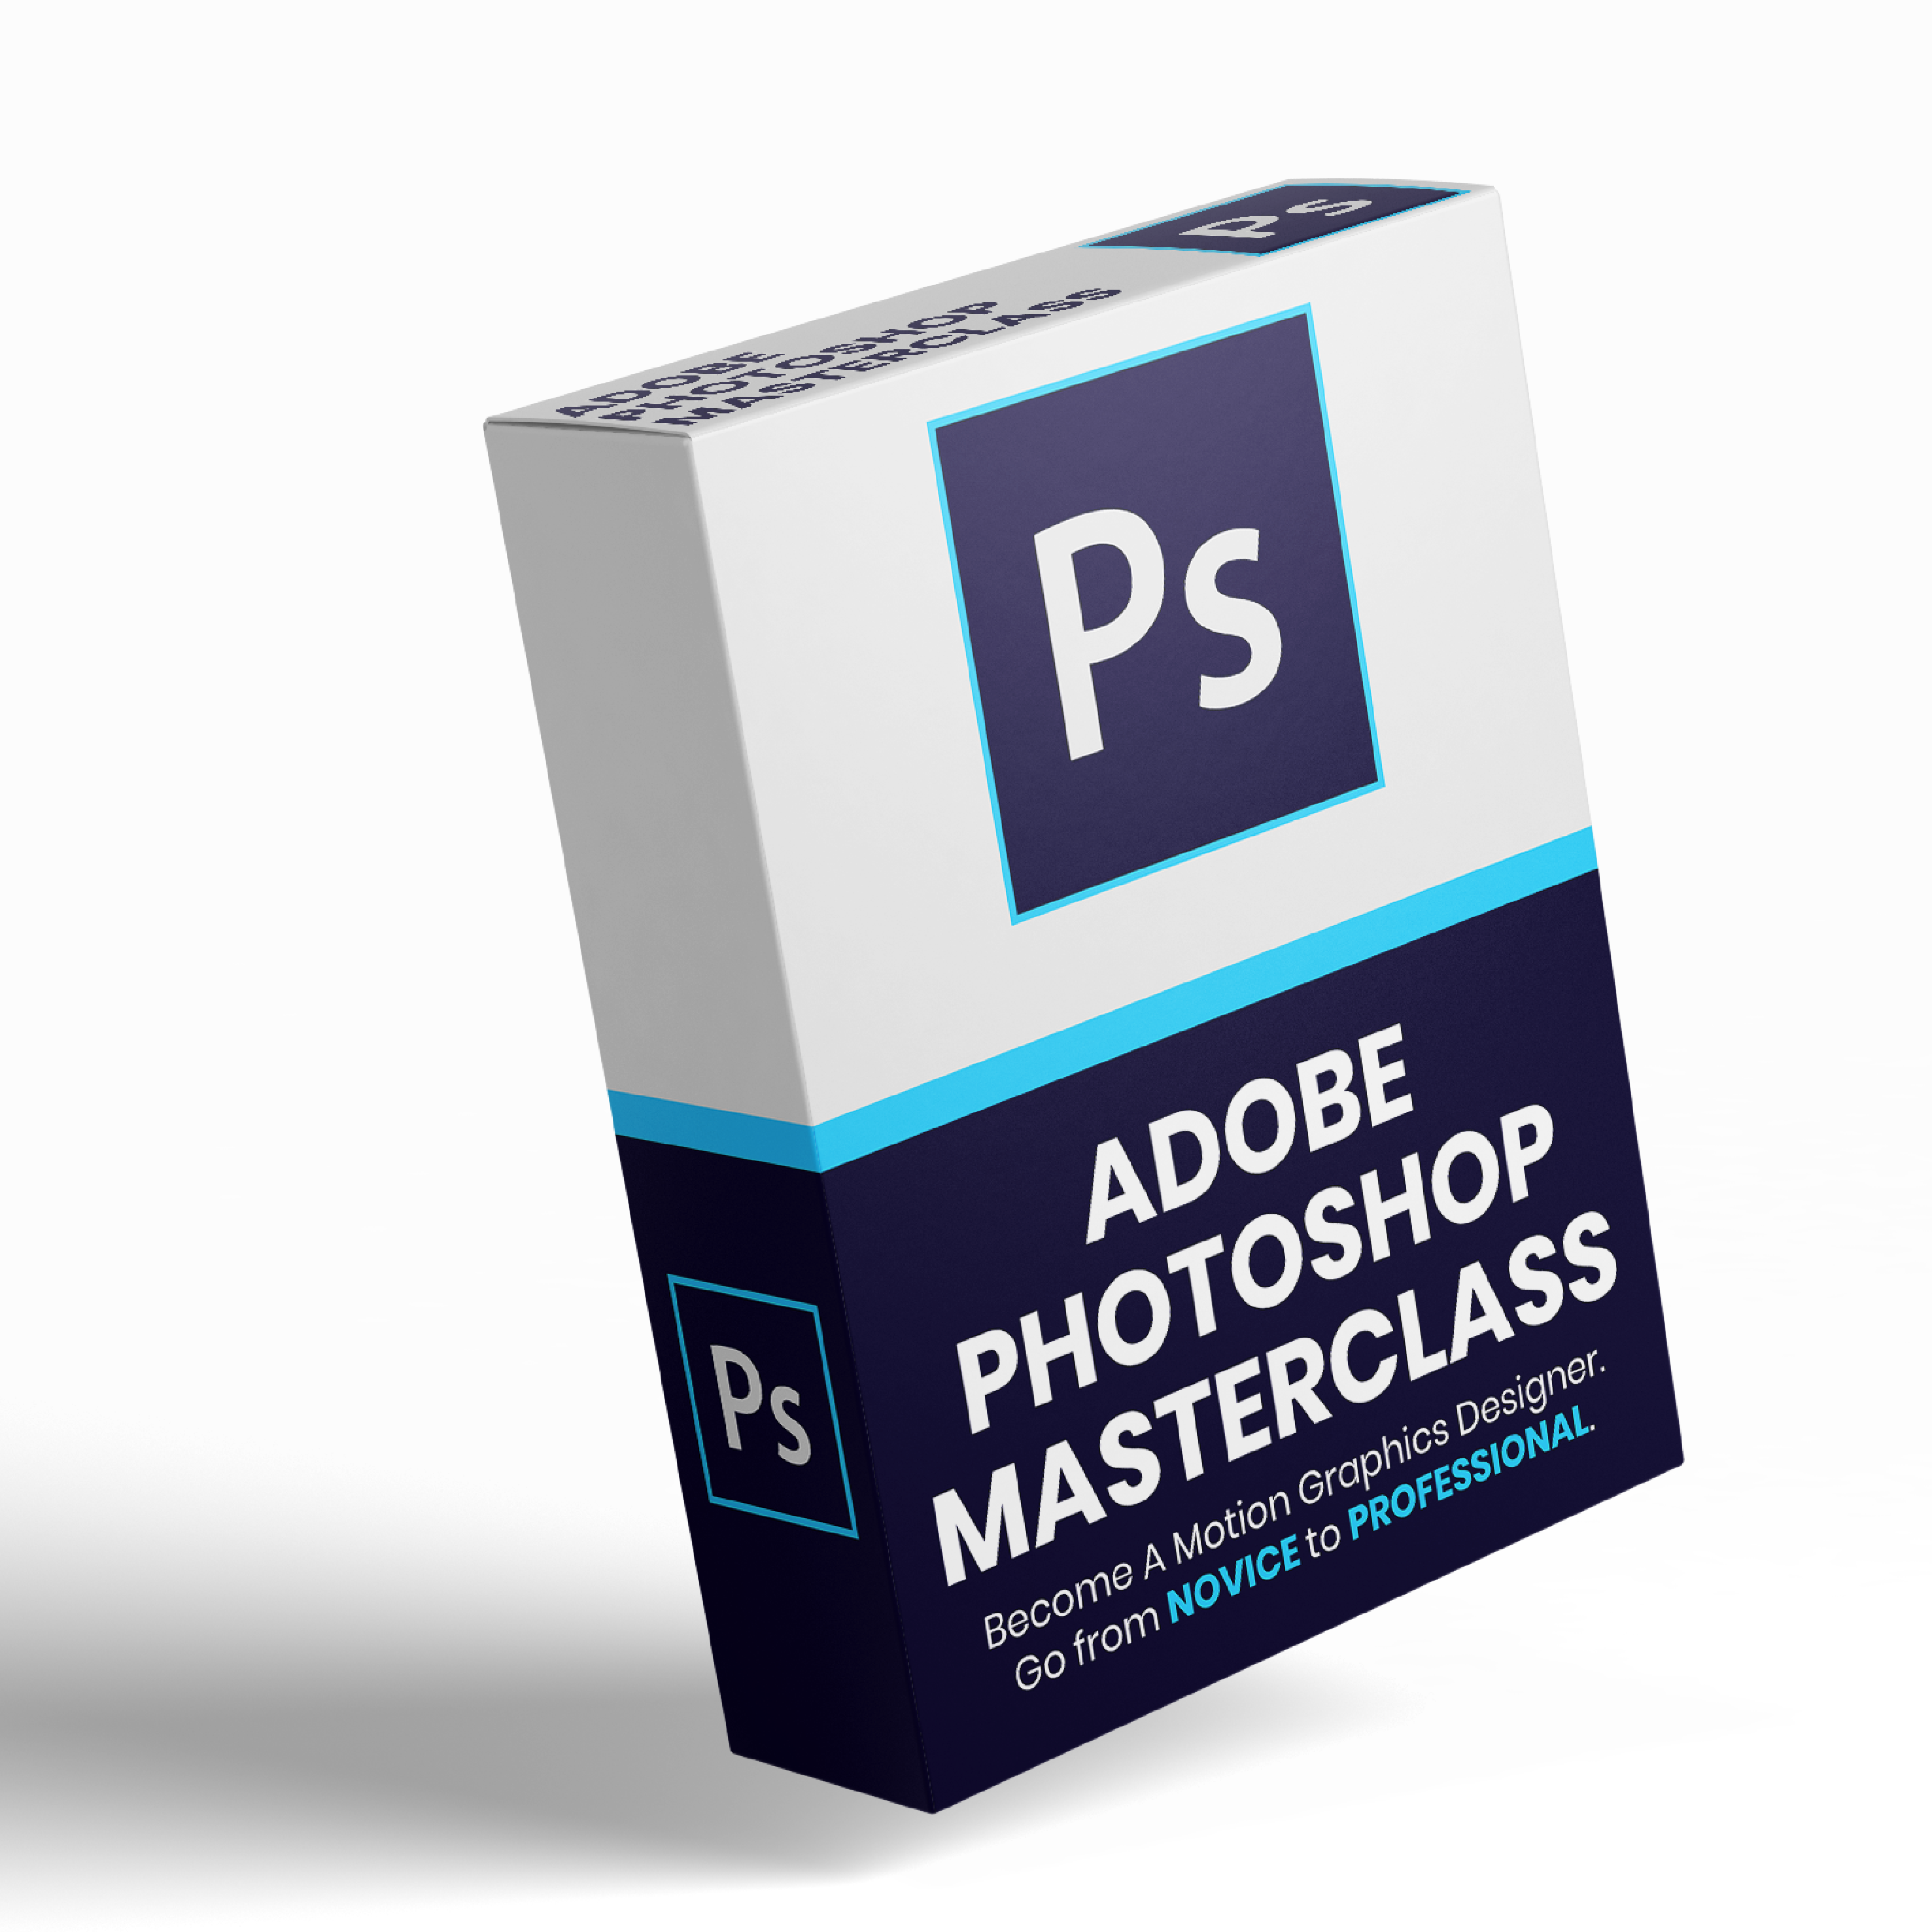 Ps
ADOBE
PHOTOSHOP
MASTERCLASS
Ps
ADOBE
PHOTOSHOP
MASTERCLASS
Become A Motion Graphics Designer.
Go from NOVICE to PROFESSIONAL.
Ps